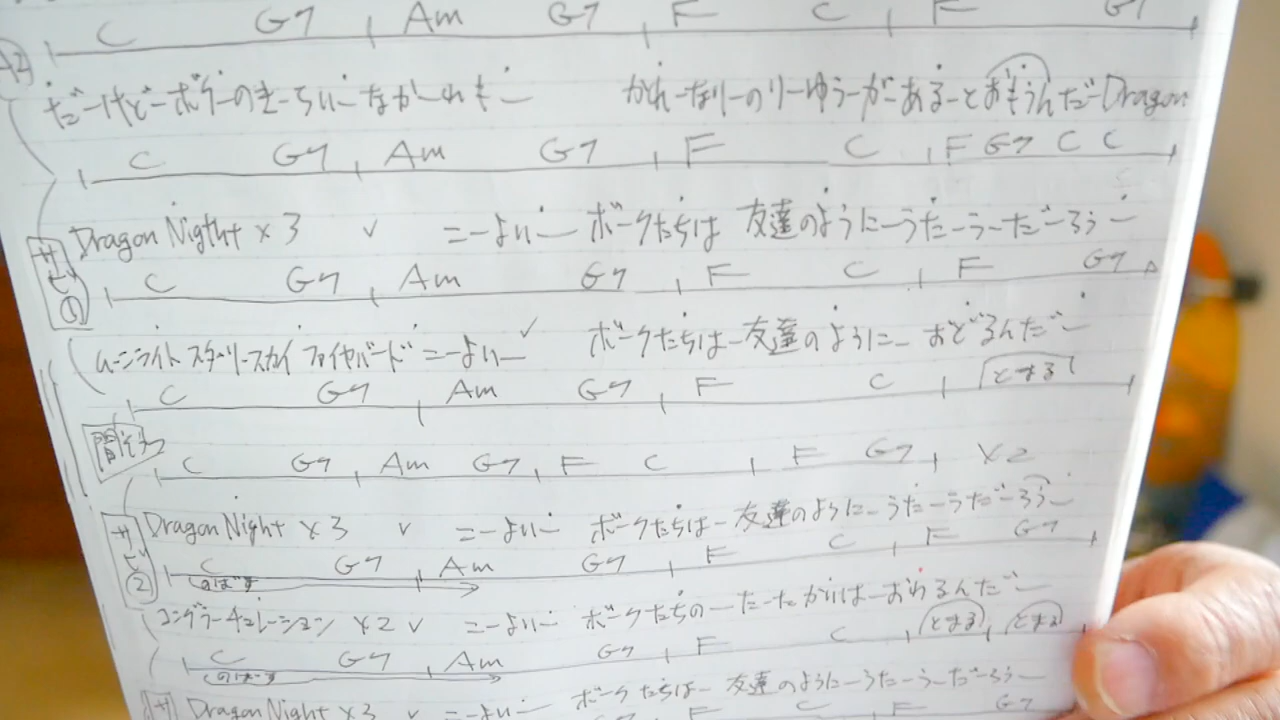 C G7 Am G7 F C F G7
A2 だーけどーボクーのきーちいーながーれもー かれーなりーのりーゆうーがーあるーとおもうんだーDragon
C G7 Am G7 F C F G7 C C
サビ① Dragon Night x 3 ✓ こーよいー ボークたちは 友達のようにーうたーうーだーろうー
C G7 Am G7 F C F G7
ムーンライト スターリースカイ ファイヤバード こーよいー ✓ ボークたちはー友達のようにー おどるんだー
C G7 Am G7 F C とまる
間そう C G7 Am G7 F C F G7 x2
サビ② Dragon Night x 3 ✓ こーよいー ボークたちはー友達のようにーうたーうだーろうー
C のばす G7 Am G7 F C F G7
コングラーチュレーション x2 ✓ こーよいー ボークたちのーたーたかいはーおわるんだー
C のばす G7 Am G7 F C とまる とまる
サ Dragon Night x3 ✓ こーよいー ボークたちはー 友達のようにーうたーうーだーろうー
F C F G7